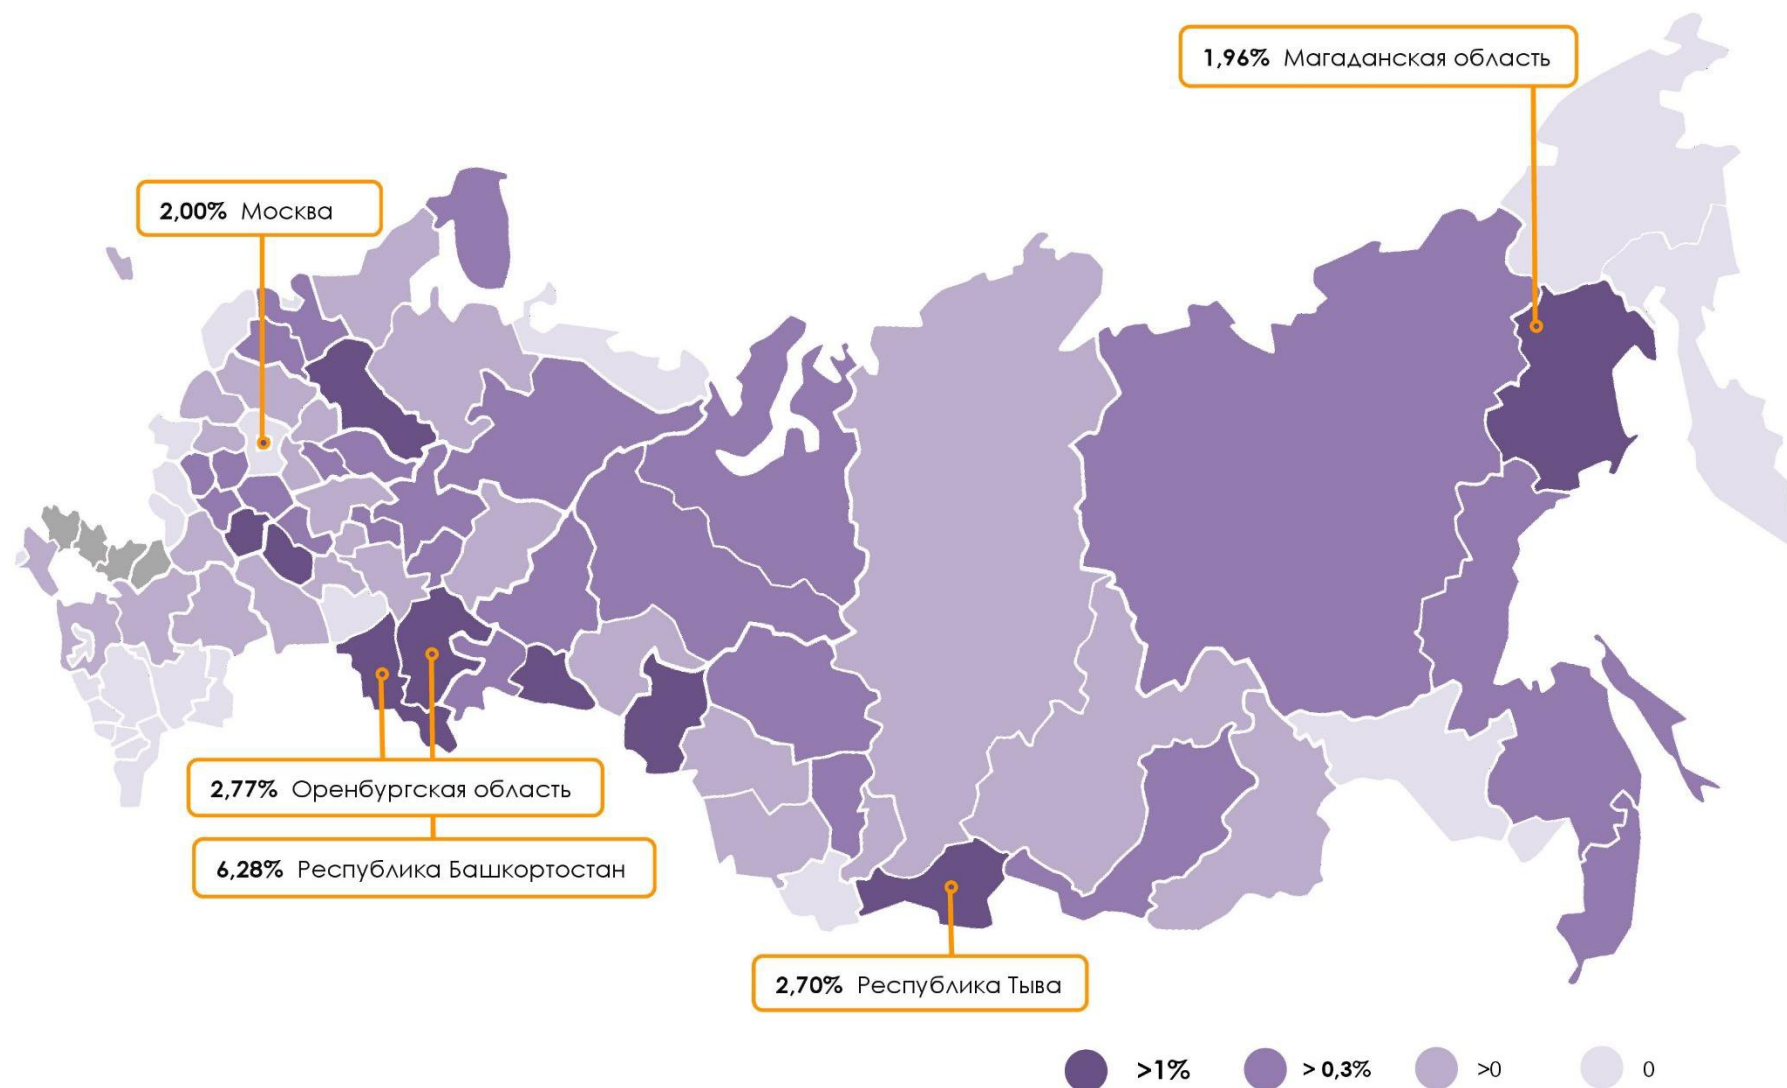 1,96% Магаданская область
2,00% Москва
2,77% Оренбургская область
6,28% Республика Башкортостан
2,70% Республика Тыва
>1%
> 0,3%
>0
0